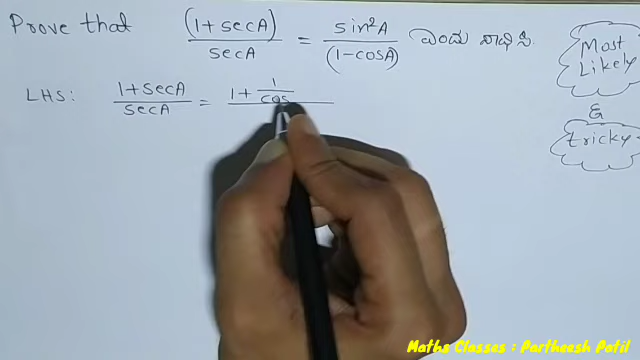 Prove that (1+secA)/secA = sin²A/(1-cosA) ಎಂದು ಸಾಧಿಸಿ.
LHS: 1+secA/secA = 1+1/cos
Most Likely
&
tricky
Maths Classes : Partheesh Patil